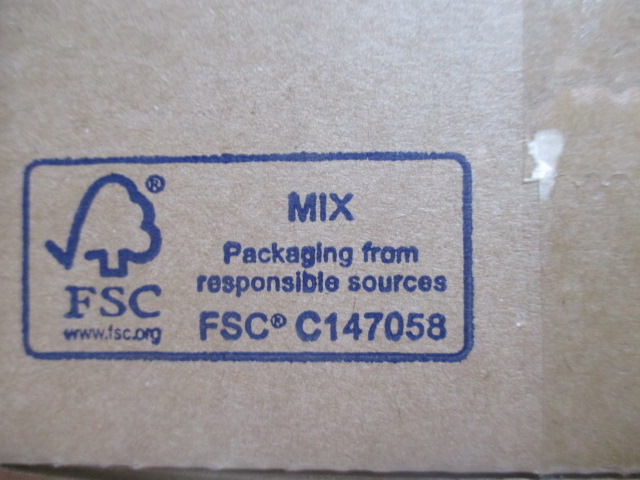 ®
FSC
www.fsc.org
MIX
Packaging from
responsible sources
FSC® C147058